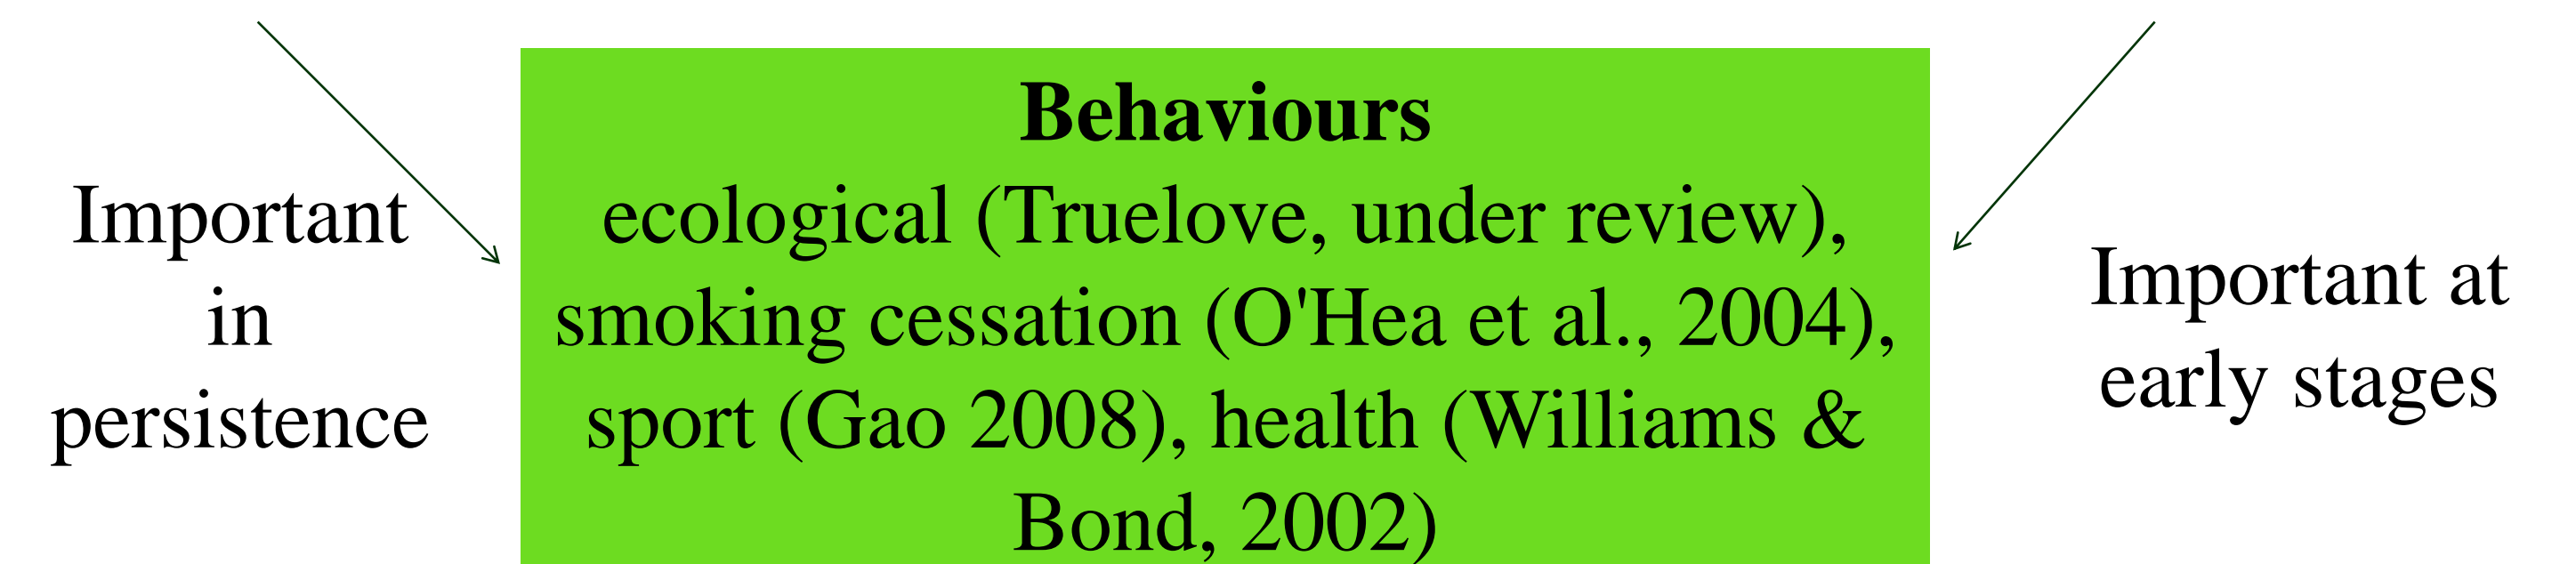 Important
in
persistence
Behaviours
ecological (Truelove, under review),
smoking cessation (O'Hea et al., 2004),
sport (Gao 2008), health (Williams &
Bond, 2002)
Important at
early stages